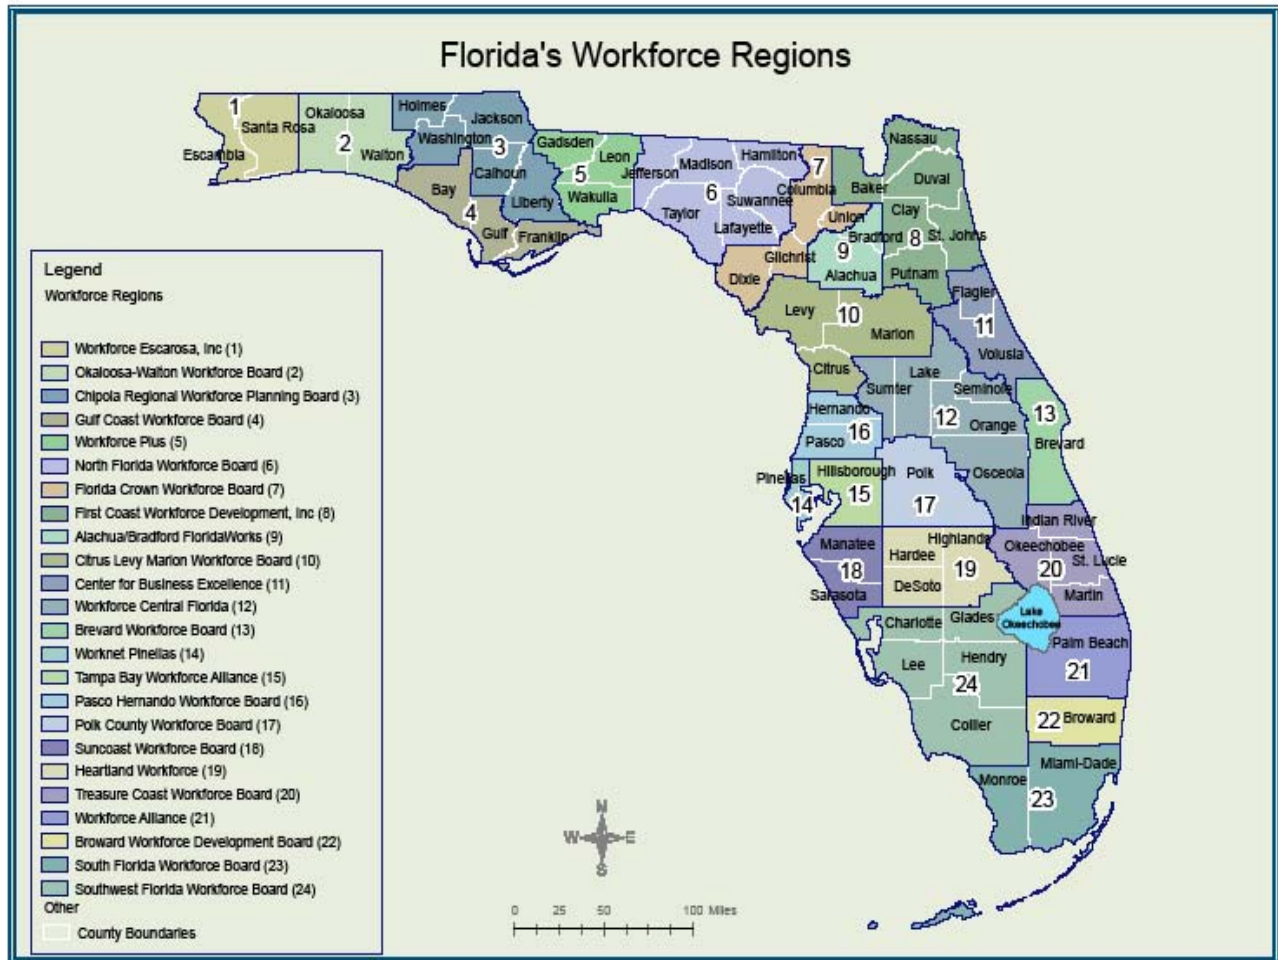 Florida's Workforce Regions
1
Santa Rosa
Escambia
Okaloosa
2
Walton
Holmes
Jackson
Washington
3
Calhoun
Liberty
Bay
4
Gulf
Franklin
Gadsden
Leon
5
Wakulla
Jefferson
Madison
Hamilton
6
Suwannee
Taylor
Lafayette
7
Columbia
Union
Gilchrist
Dixie
Nassau
Baker
Duval
Clay
8
St. Johns
Putnam
Bradford
9
Alachua
Levy
10
Marion
Citrus
Flagler
11
Volusia
Lake
Sumter
Seminole
12
Orange
Osceola
13
Brevard
Hernando
16
Pasco
Pinellas
14
Hillsborough
15
Polk
17
Manatee
18
Sarasota
Highlands
Hardee
19
DeSoto
Indian River
Okeechobee
St. Lucie
20
Martin
Lake
Okeechobee
Charlotte
Glades
Lee
Hendry
24
Collier
Palm Beach
21
22
Broward
Miami-Dade
Monroe
23
Legend
Workforce Regions
Workforce Escarosa, Inc (1)
Okaloosa-Walton Workforce Board (2)
Chipola Regional Workforce Planning Board (3)
Gulf Coast Workforce Board (4)
Workforce Plus (5)
North Florida Workforce Board (6)
Florida Crown Workforce Board (7)
First Coast Workforce Development, Inc (8)
Alachua/Bradford FloridaWorks (9)
Citrus Levy Marion Workforce Board (10)
Center for Business Excellence (11)
Workforce Central Florida (12)
Brevard Workforce Board (13)
Worknet Pinellas (14)
Tampa Bay Workforce Alliance (15)
Pasco Hernando Workforce Board (16)
Polk County Workforce Board (17)
Suncoast Workforce Board (18)
Heartland Workforce (19)
Treasure Coast Workforce Board (20)
Workforce Alliance (21)
Broward Workforce Development Board (22)
South Florida Workforce Board (23)
Southwest Florida Workforce Board (24)
Other
County Boundaries
N
W E
S
0 25 50 100 Miles